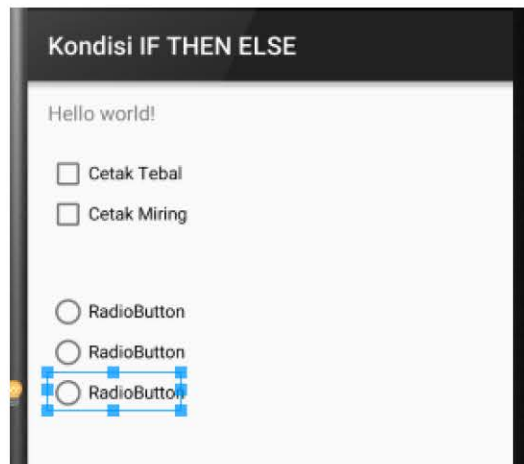 Kondisi IF THEN ELSE
Hello world!
Cetak Tebal
Cetak Miring
RadioButton
RadioButton
RadioButton